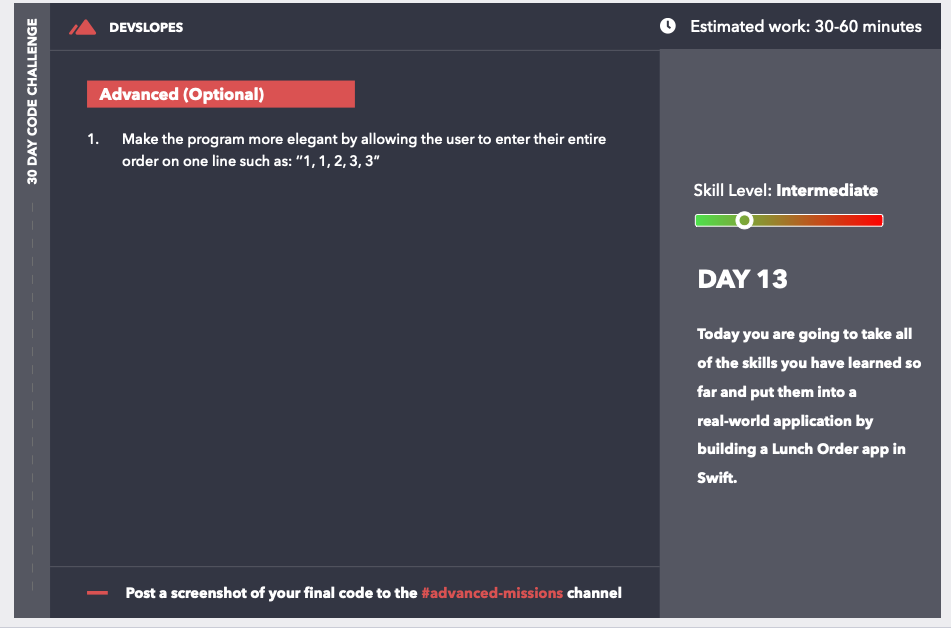 30 DAY CODE CHALLENGE
DEVSLOPES
Estimated work: 30-60 minutes
Advanced (Optional)
1. Make the program more elegant by allowing the user to enter their entire
order on one line such as: “1, 1, 2, 3, 3”
Skill Level: Intermediate
DAY 13
Today you are going to take all
of the skills you have learned so
far and put them into a
real-world application by
building a Lunch Order app in
Swift.
Post a screenshot of your final code to the #advanced-missions channel